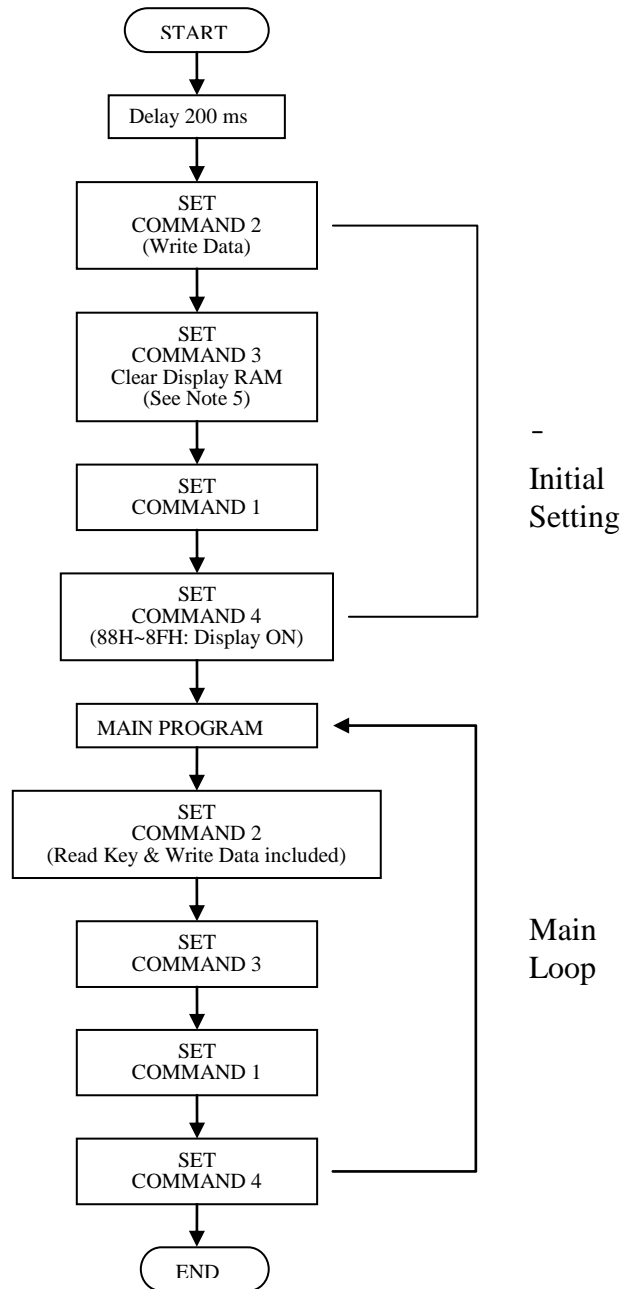 START
Delay 200 ms
SET
COMMAND 2
(Write Data)
SET
COMMAND 3
Clear Display RAM
(See Note 5)
SET
COMMAND 1
SET
COMMAND 4
(88H~8FH: Display ON)
-
Initial
Setting
MAIN PROGRAM
SET
COMMAND 2
(Read Key & Write Data included)
SET
COMMAND 3
SET
COMMAND 1
SET
COMMAND 4
Main
Loop
END